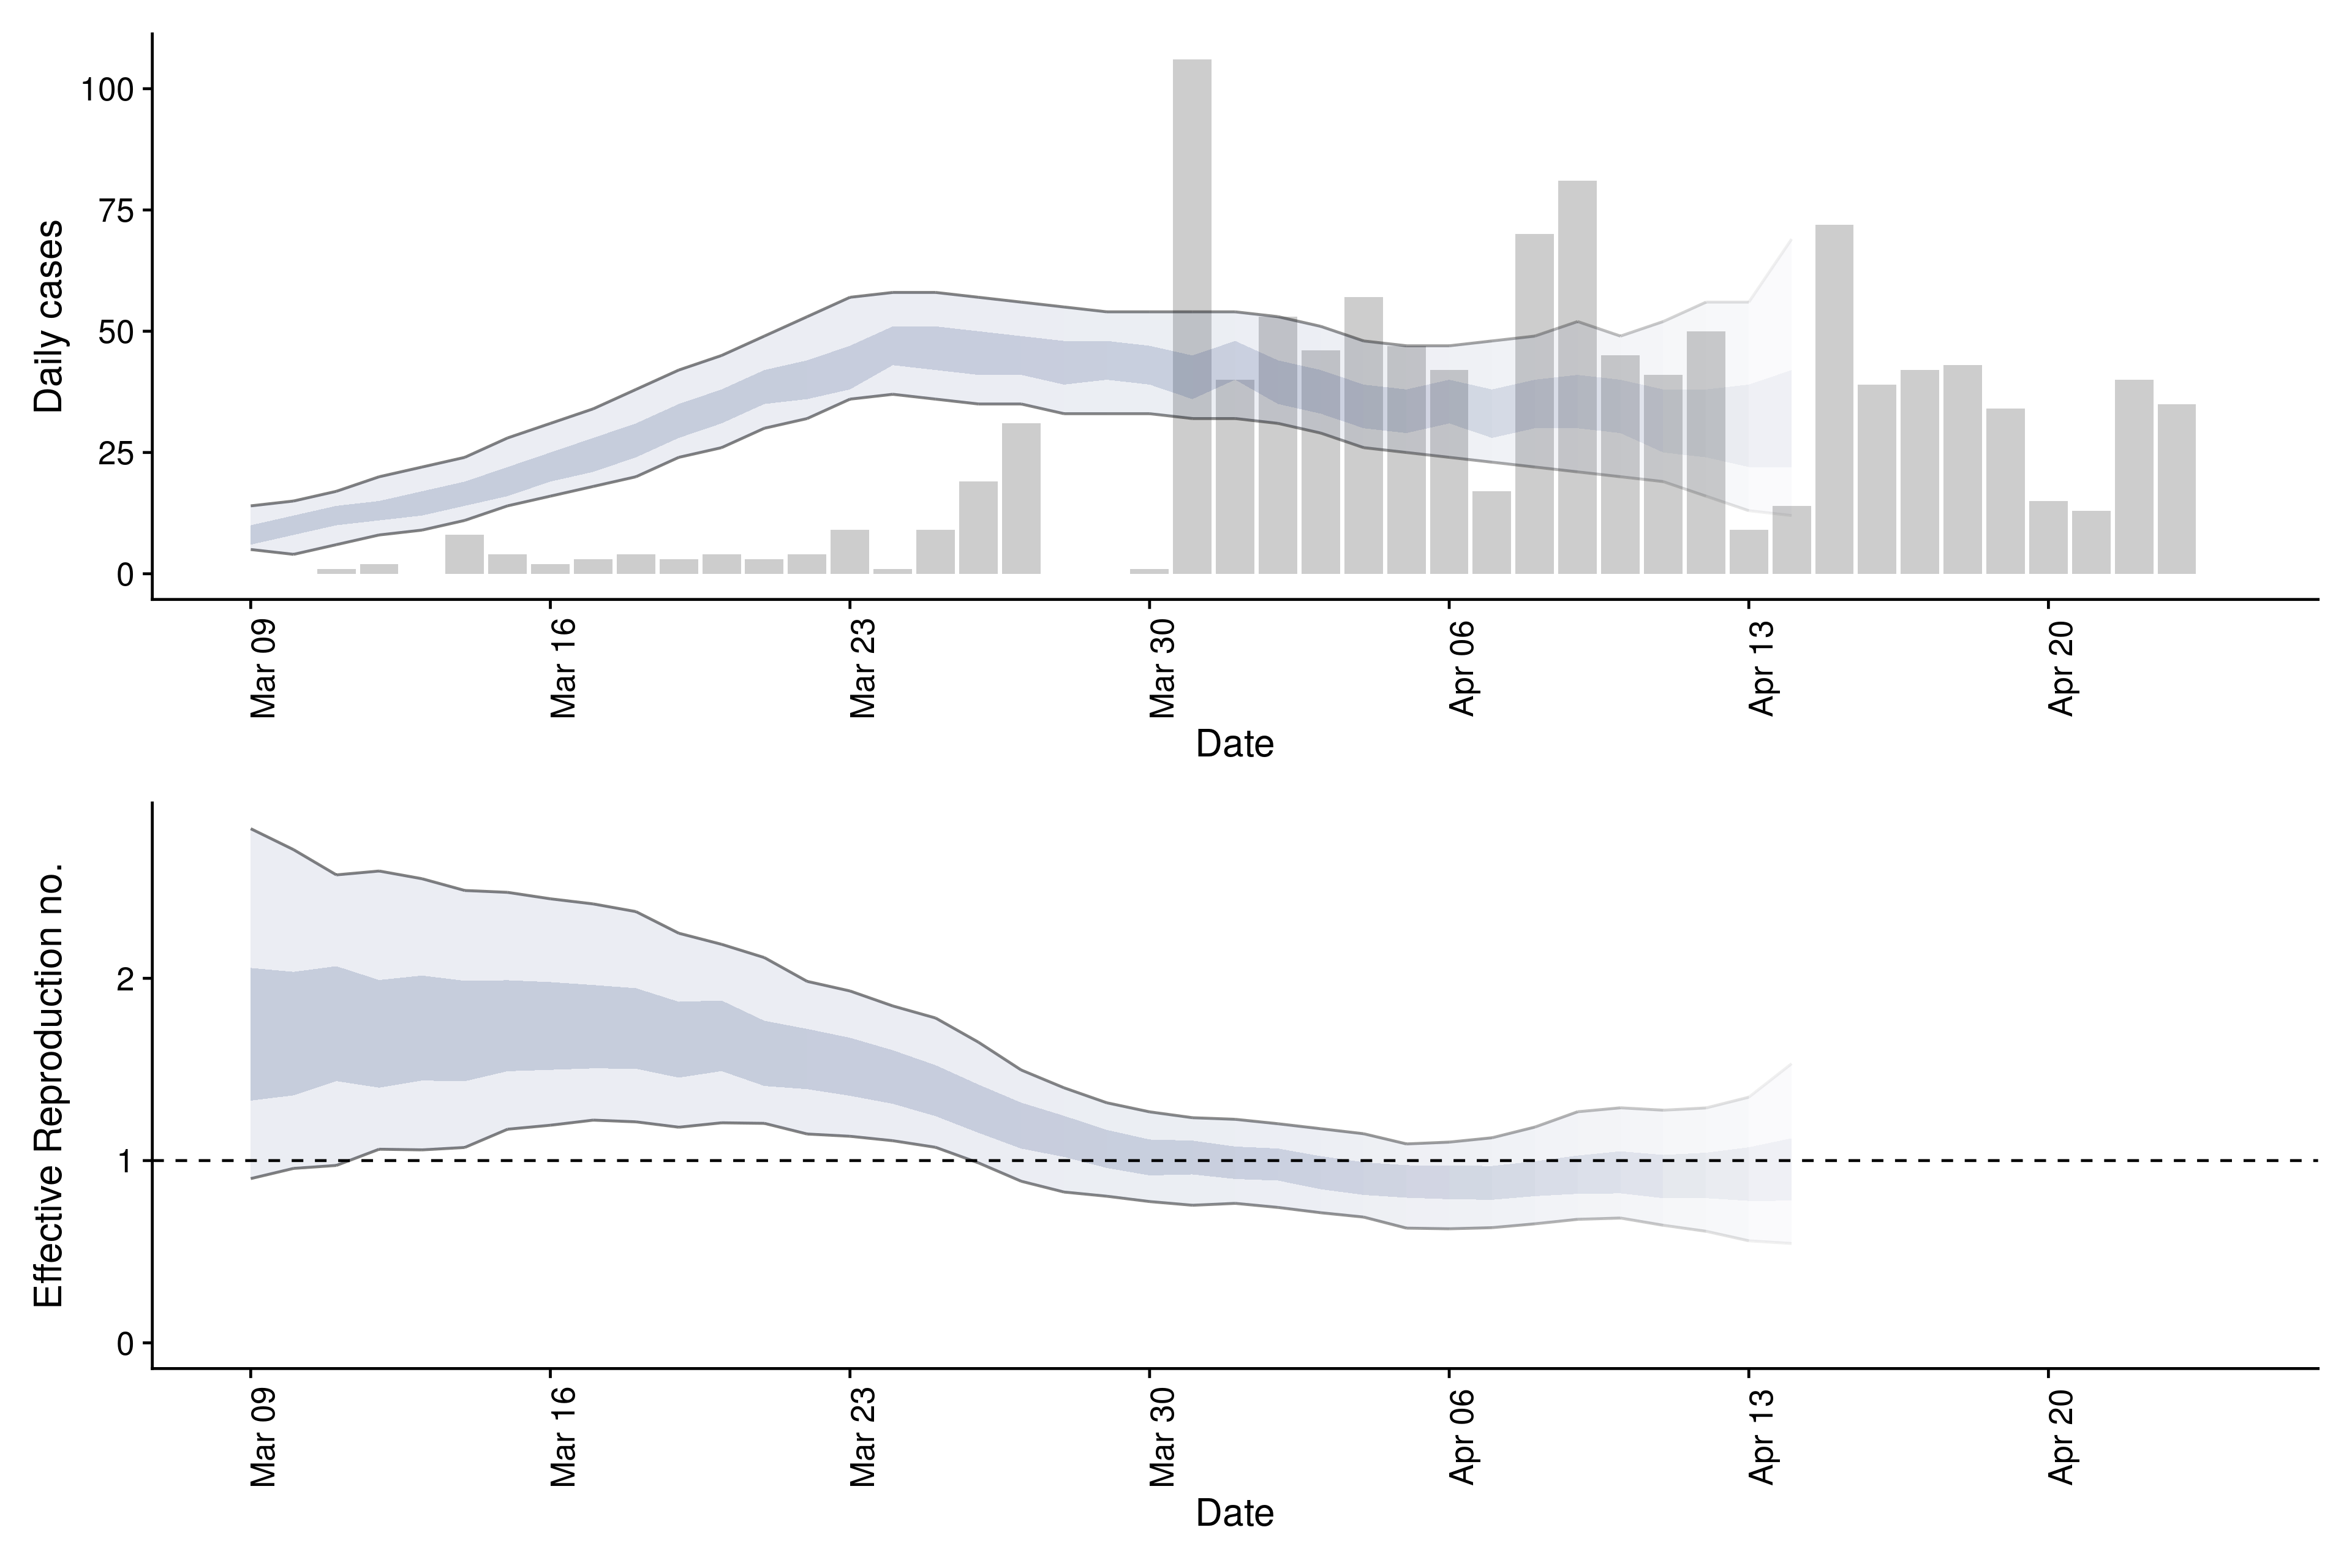 Daily cases
100
75
50
25
0
Mar 09
Mar 16
Mar 23
Mar 30
Apr 06
Apr 13
Apr 20
Date
Effective Reproduction no.
2
1
0
Mar 09
Mar 16
Mar 23
Mar 30
Apr 06
Apr 13
Apr 20
Date